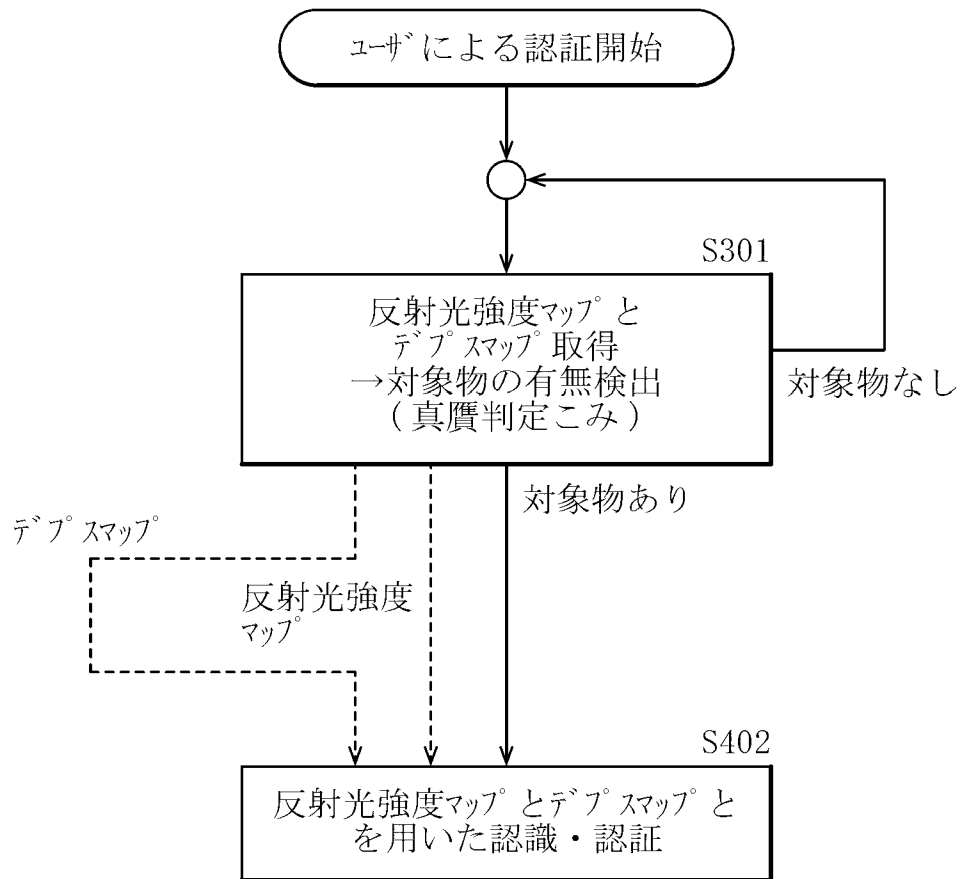 ユーザによる認証開始
S301
反射光強度マップと
デプスマップ取得
→対象物の有無検出
(真贋判定こみ)
対象物なし
対象物あり
デプスマップ
反射光強度
マップ
S402
反射光強度マップとデプスマップと
を用いた認識・認証